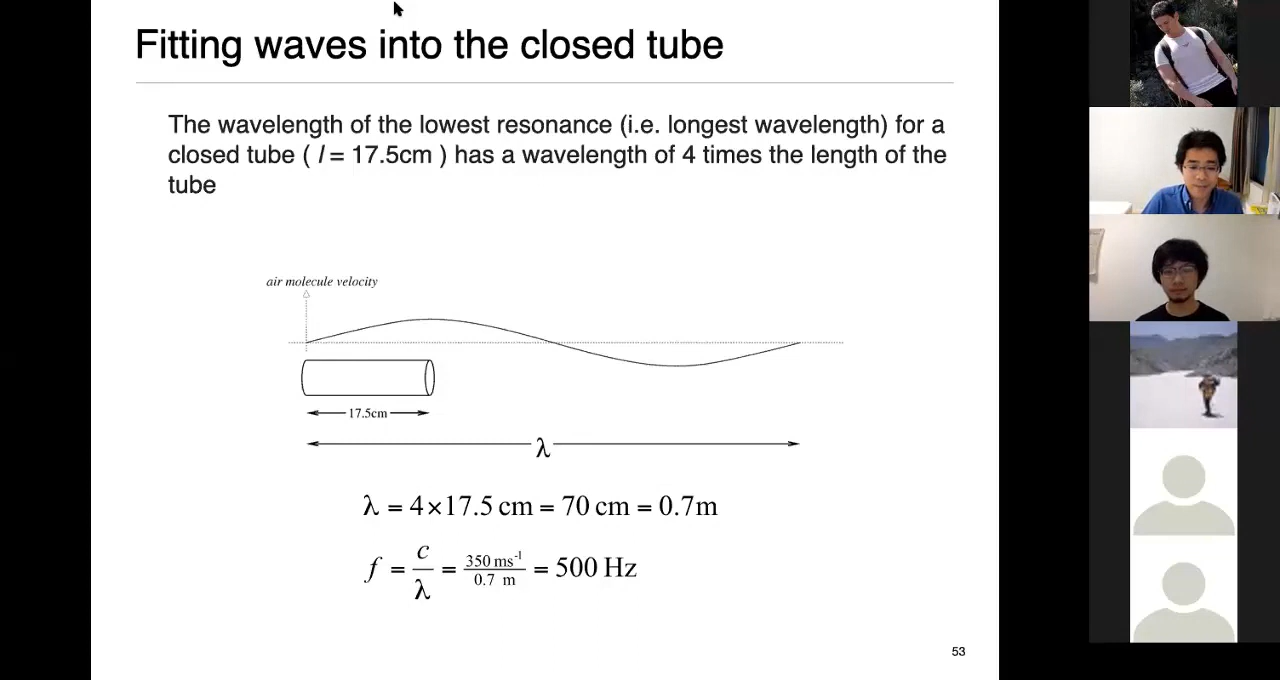 Fitting waves into the closed tube
The wavelength of the lowest resonance (i.e. longest wavelength) for a
closed tube ( l = 17.5cm ) has a wavelength of 4 times the length of the
tube
air molecule velocity
17.5cm
λ
λ = 4×17.5 cm = 70 cm = 0.7m
f = c/λ = 350 ms⁻¹/0.7 m = 500 Hz
53